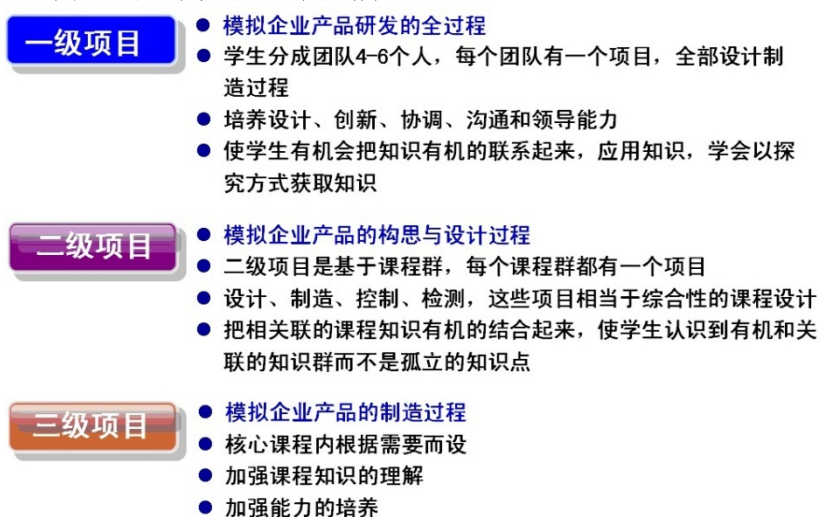 一级项目
● 模拟企业产品研发的全过程
● 学生分成团队4-6个人，每个团队有一个项目，全部设计制
造过程
● 培养设计、创新、协调、沟通和领导能力
● 使学生有机会把知识有机的联系起来，应用知识，学会以探
究方式获取知识
二级项目
● 模拟企业产品的构思与设计过程
● 二级项目是基于课程群，每个课程群都有一个项目
● 设计、制造、控制、检测，这些项目相当于综合性的课程设计
● 把相关联的课程知识有机的结合起来，使学生认识到有机和关
联的知识群而不是孤立的知识点
三级项目
● 模拟企业产品的制造过程
● 核心课程内根据需要而设
● 加强课程知识的理解
● 加强能力的培养